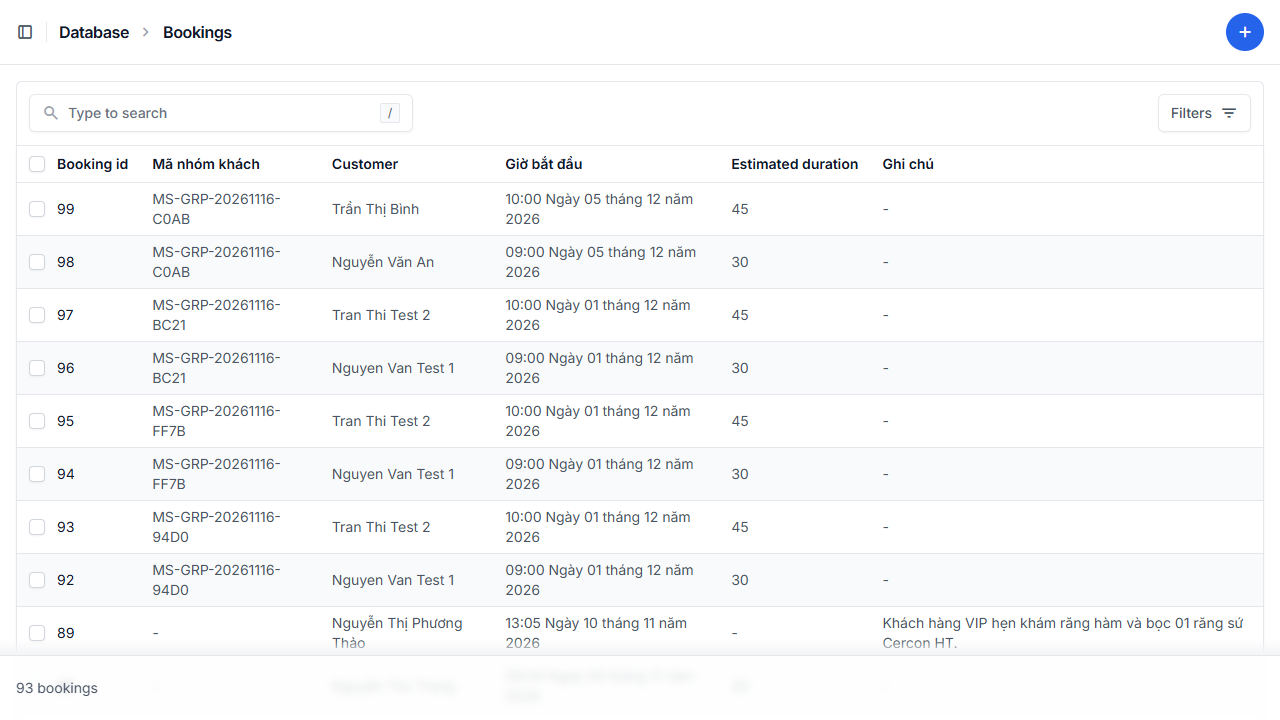 Database > Bookings
Type to search /
Filters
Booking id Mã nhóm khách Customer Giờ bắt đầu Estimated duration Ghi chú
99 MS-GRP-20261116-C0AB Trần Thị Bình 10:00 Ngày 05 tháng 12 năm 2026 45 -
98 MS-GRP-20261116-C0AB Nguyễn Văn An 09:00 Ngày 05 tháng 12 năm 2026 30 -
97 MS-GRP-20261116-BC21 Tran Thi Test 2 10:00 Ngày 01 tháng 12 năm 2026 45 -
96 MS-GRP-20261116-BC21 Nguyen Van Test 1 09:00 Ngày 01 tháng 12 năm 2026 30 -
95 MS-GRP-20261116-FF7B Tran Thi Test 2 10:00 Ngày 01 tháng 12 năm 2026 45 -
94 MS-GRP-20261116-FF7B Nguyen Van Test 1 09:00 Ngày 01 tháng 12 năm 2026 30 -
93 MS-GRP-20261116-94D0 Tran Thi Test 2 10:00 Ngày 01 tháng 12 năm 2026 45 -
92 MS-GRP-20261116-94D0 Nguyen Van Test 1 09:00 Ngày 01 tháng 12 năm 2026 30 -
89 - Nguyễn Thị Phương Thảo 13:05 Ngày 10 tháng 11 năm 2026 - Khách hàng VIP hẹn khám răng hàm và bọc 01 răng sứ Cercon HT.
93 bookings